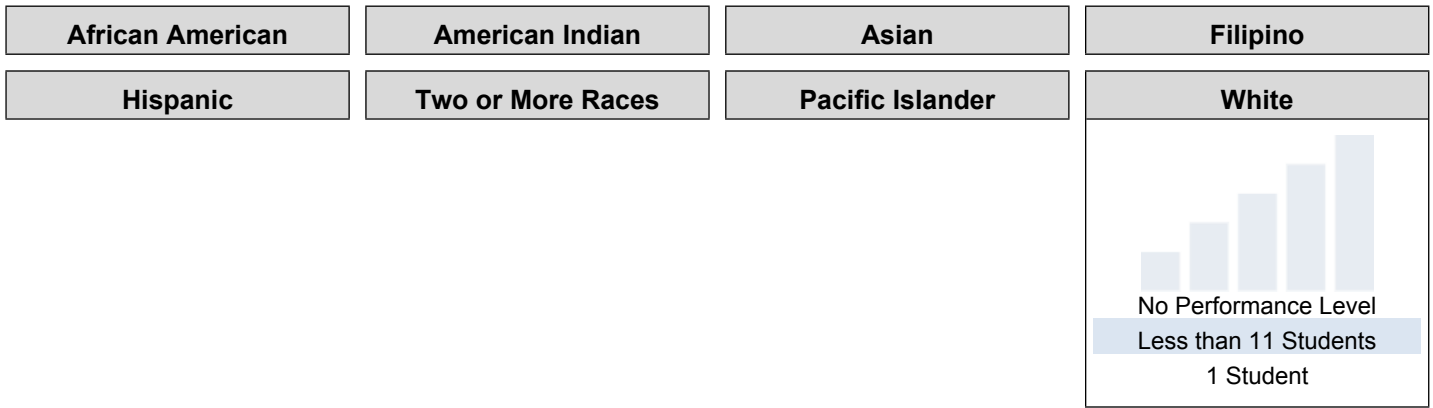 African American
American Indian
Asian
Filipino
Hispanic
Two or More Races
Pacific Islander
White
No Performance Level
Less than 11 Students
1 Student